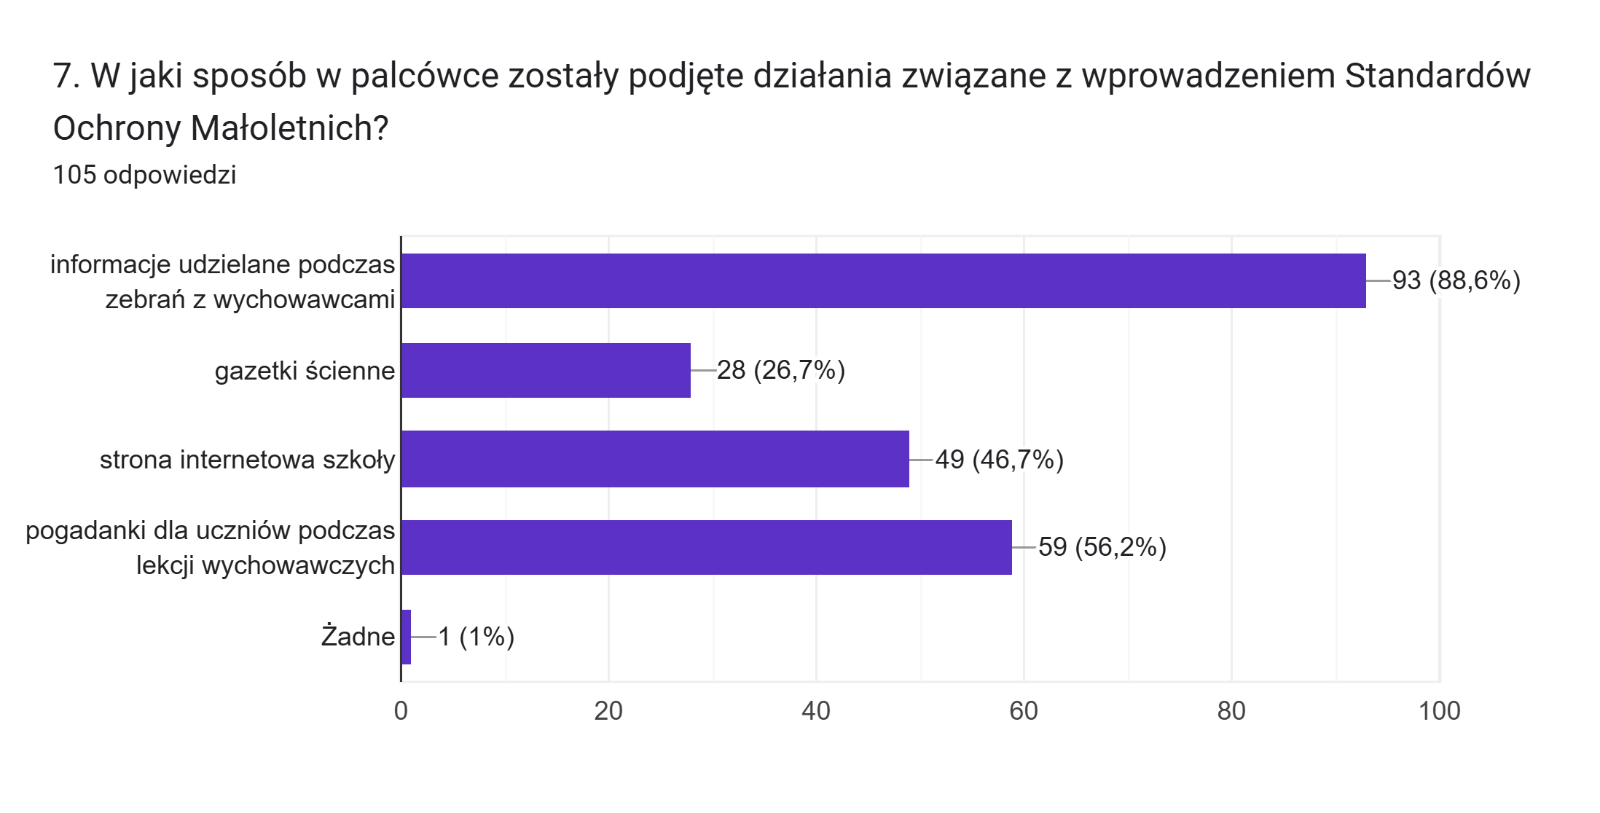 7. W jaki sposób w palcówce zostały podjęte działania związane z wprowadzeniem Standardów
Ochrony Małoletnich?
105 odpowiedzi
informacje udzielane podczas
zebrań z wychowawcami
93 (88,6%)
gazetki ścienne
28 (26,7%)
strona internetowa szkoły
49 (46,7%)
pogadanki dla uczniów podczas
lekcji wychowawczych
59 (56,2%)
Żadne
1 (1%)
0 20 40 60 80 100